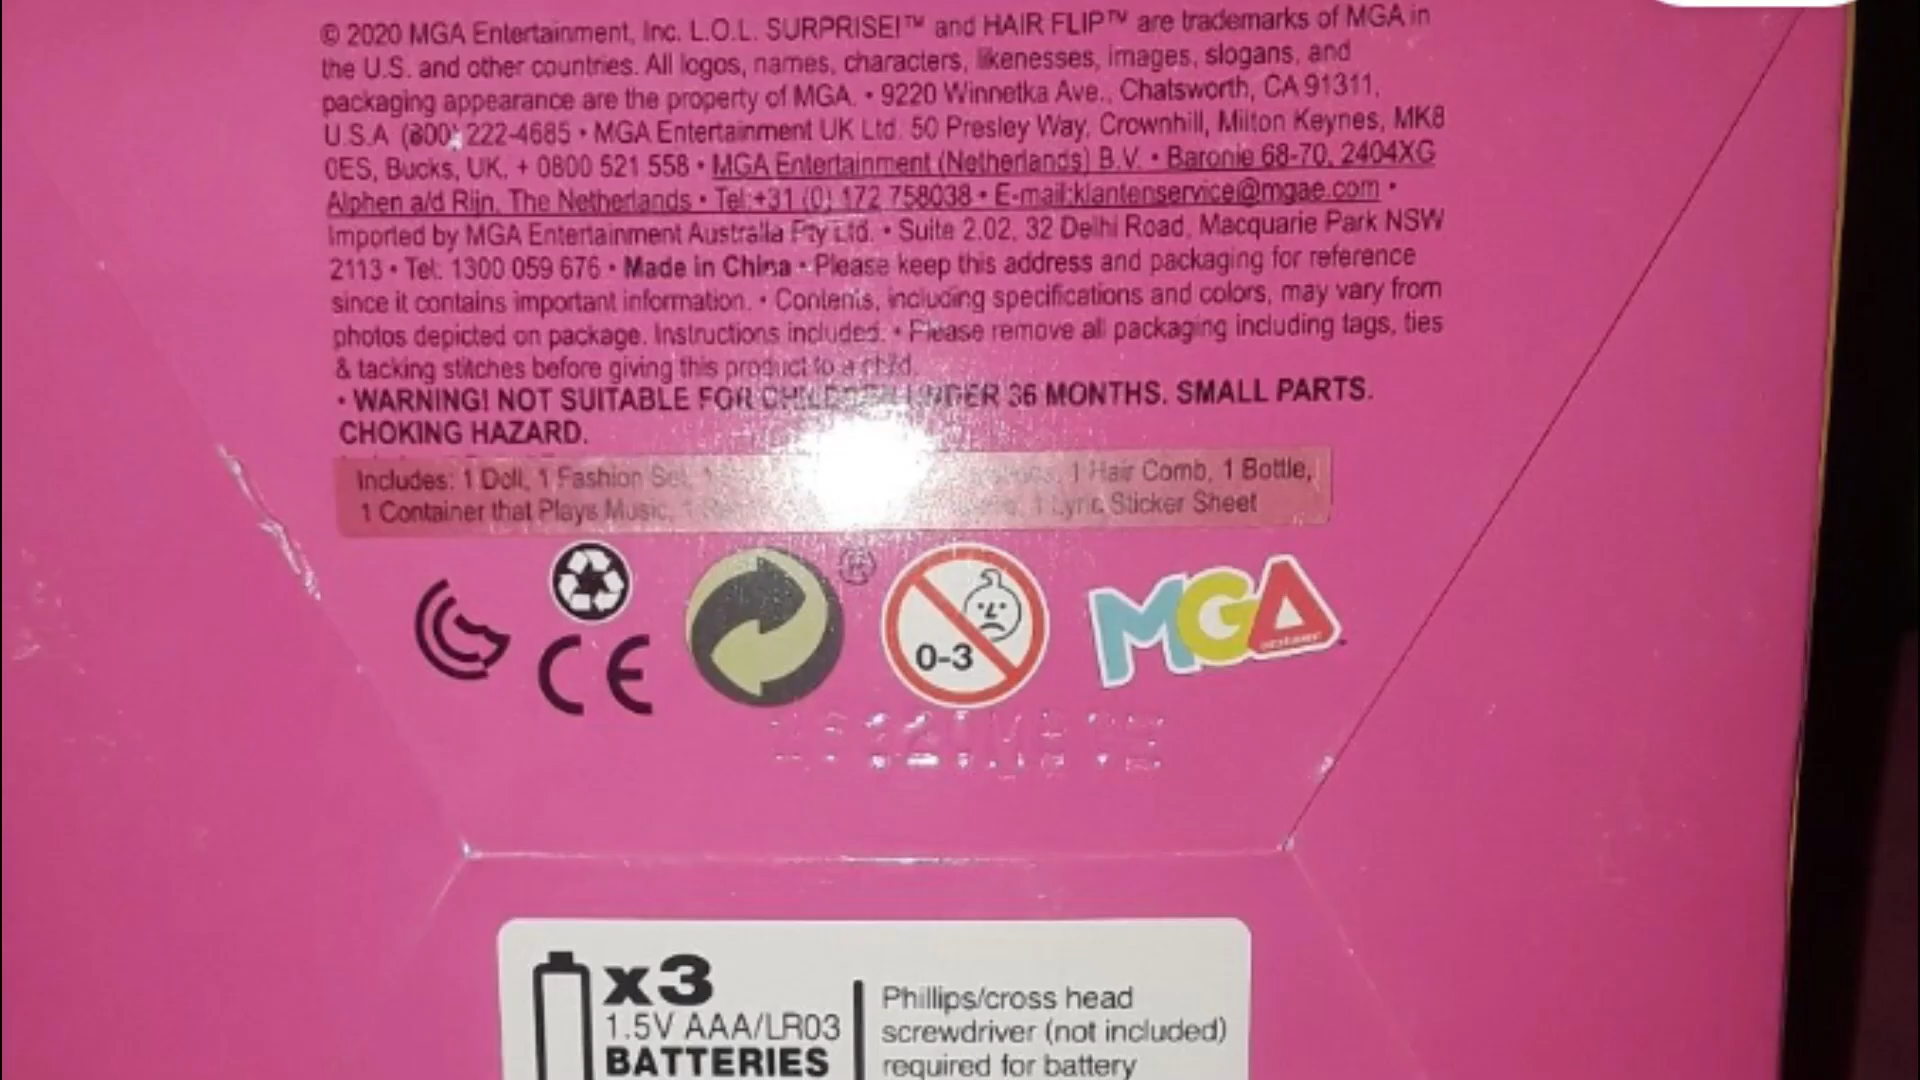 © 2020 MGA Entertainment, Inc. L.O.L. SURPRISE!™ and HAIR FLIP™ are trademarks of MGA in
the U.S. and other countries. All logos, names, characters, likenesses, images, slogans, and
packaging appearance are the property of MGA. • 9220 Winnetka Ave., Chatsworth, CA 91311,
U.S.A (800) 222-4685 • MGA Entertainment UK Ltd. 50 Presley Way, Crownhill, Milton Keynes, MK8
0ES, Bucks, UK. + 0800 521 558 • MGA Entertainment (Netherlands) B.V. • Baronie 68-70, 2404XG
Alphen a/d Rijn, The Netherlands • Tel:+31 (0) 172 758038 • E-mail:klantenservice@mgae.com •
Imported by MGA Entertainment Australia Pty Ltd. • Suite 2.02, 32 Delhi Road, Macquarie Park NSW
2113 • Tel: 1300 059 676 • Made in China • Please keep this address and packaging for reference
since it contains important information. • Contents, including specifications and colors, may vary from
photos depicted on package. Instructions included. • Please remove all packaging including tags, ties
& tacking stitches before giving this product to a child.
• WARNING! NOT SUITABLE FOR CHILDREN UNDER 36 MONTHS. SMALL PARTS.
CHOKING HAZARD.
Includes: 1 Doll, 1 Fashion Set, 1 Hair Comb, 1 Bottle,
1 Container that Plays Music, 1 Lyric Sticker Sheet
CE
®
0-3
MGA
x3
1.5V AAA/LR03
BATTERIES
Phillips/cross head
screwdriver (not included)
required for battery